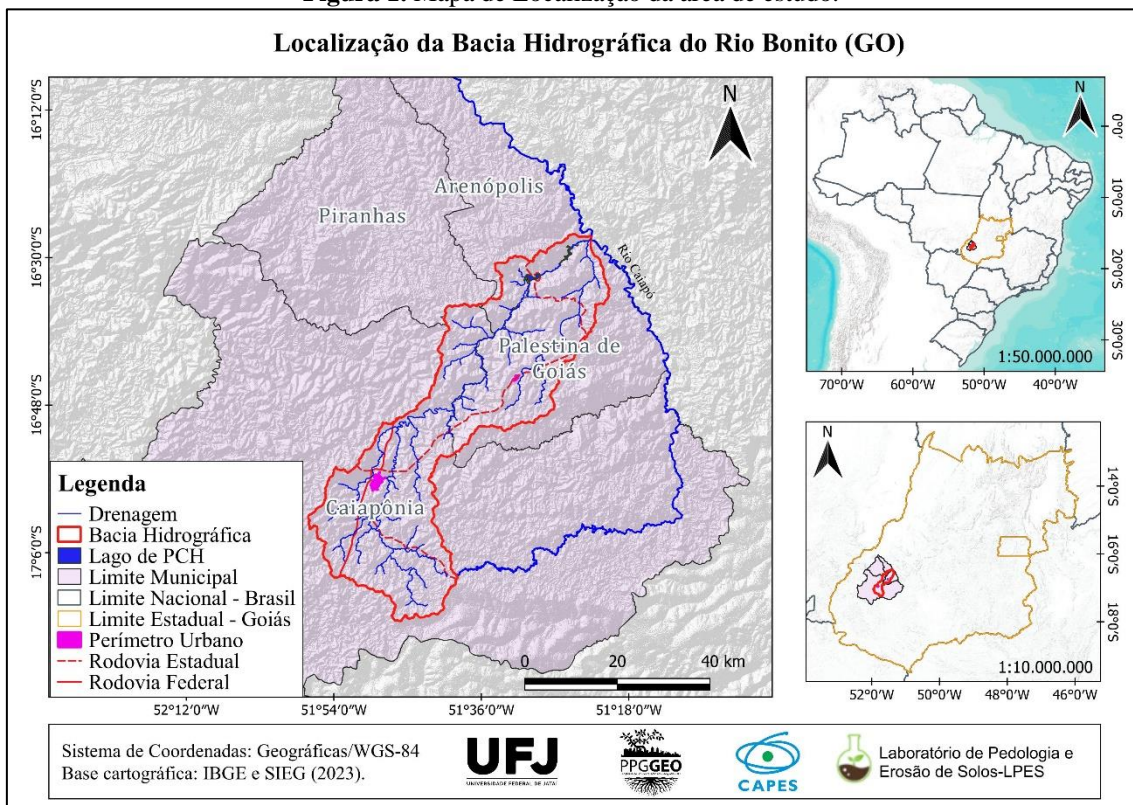 Figura 1. Mapa de Localização da área de estudo.
Localização da Bacia Hidrográfica do Rio Bonito (GO)
16°12'0"S
16°30'0"S
16°48'0"S
17°6'0"S
N
Arenópolis
Piranhas
Rio Caiapó
Palestina de
Goiás
Caiapônia
Legenda
Drenagem
Bacia Hidrográfica
Lago de PCH
Limite Municipal
Limite Nacional - Brasil
Limite Estadual - Goiás
Perímetro Urbano
Rodovia Estadual
Rodovia Federal
0 20 40 km
52°12'0"W 51°54'0"W 51°36'0"W 51°18'0"W
N
0°0'
10°0'S
20°0'S
30°0'S
1:50.000.000
70°0'W 60°0'W 50°0'W 40°0'W
N
14°0'S
16°0'S
18°0'S
1:10.000.000
52°0'W 50°0'W 48°0'W 46°0'W
Sistema de Coordenadas: Geográficas/WGS-84
Base cartográfica: IBGE e SIEG (2023).
UFJ
UNIVERSIDADE FEDERAL DE JATAÍ
PPGGEO
CAPES
Laboratório de Pedologia e
Erosão de Solos-LPES